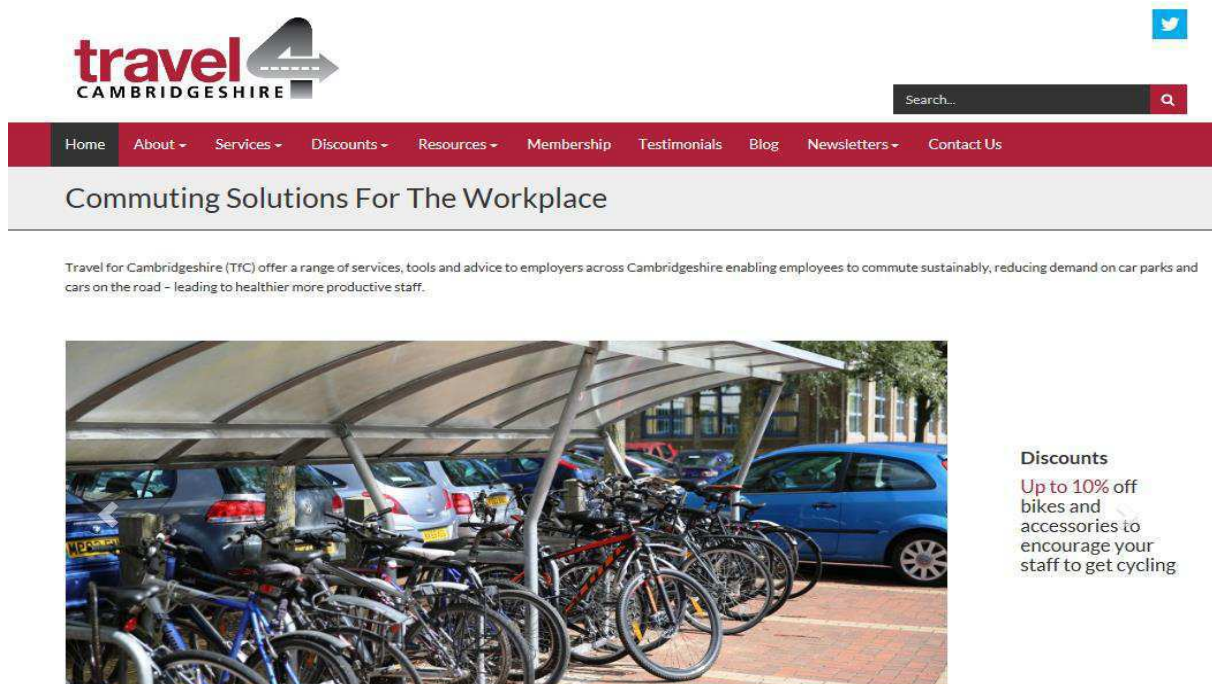 travel4
CAMBRIDGESHIRE
Search...
Home About Services Discounts Resources Membership Testimonials Blog Newsletters Contact Us
Commuting Solutions For The Workplace
Travel for Cambridgeshire (TfC) offer a range of services, tools and advice to employers across Cambridgeshire enabling employees to commute sustainably, reducing demand on car parks and
cars on the road – leading to healthier more productive staff.
Discounts
Up to 10% off
bikes and
accessories to
encourage your
staff to get cycling